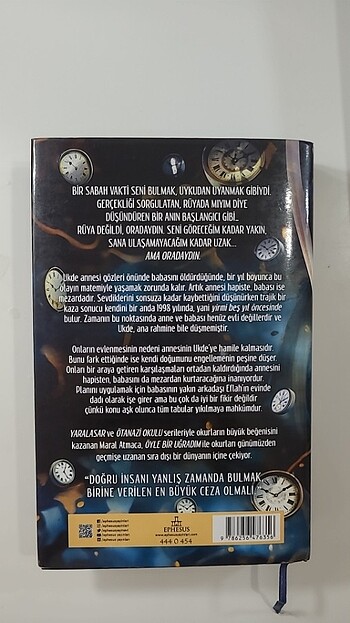 BİR SABAH VAKTİ SENİ BULMAK, UYKUDAN UYANMAK GİBİYDİ.
GERÇEKLİĞİ SORGULATAN, RÜYADA MIYIM DİYE
DÜŞÜNDÜREN BİR ANIN BAŞLANGICI GİBİ..
RÜYA DEĞİLDİ, ORADAYDIN. SENİ GÖRECEĞİM KADAR YAKIN,
SANA ULAŞAMAYACAĞIM KADAR UZAK...
AMA ORADAYDIN.
Ukde annesi gözleri önünde babasını öldürdüğünde, bir yıl boyunca bu
olayın matemiyle yaşamak zorunda kalır. Artık annesi hapiste, babası ise
mezardadır. Sevdiklerini sonsuza kadar kaybettiğini düşünürken trajik bir
kaza sonucu kendini bir anda 1998 yılında, yani yirmi beş yıl öncesinde
bulur. Zamanın bu noktasında anne ve babası henüz evli değillerdir ve
Ukde, ana rahmine bile düşmemiştir.
Onların evlenmesinin nedeni annesinin Ukde'ye hamile kalmasıdır.
Bunu fark ettiğinde ise kendi doğumunu engellemenin peşine düşer.
Onları bir araya getiren karşılaşmaları ortadan kaldırdığında annesini
hapisten, babasını da mezardan kurtaracağına inanıyordur.
Planını uygulamak için babasının yakın arkadaşı Eflah'ın evinde
dadı olarak işe girer ama bu çok da iyi bir fikir değildir
çünkü konu aşk olunca tüm tabular yıkılmaya mahkumdur.
YARALASAR ve ÖTANAZİ OKULU serileriyle okurların büyük beğenisini
kazanan Maral Atmaca, ÖYLE BİR UĞRADIM ile okurları günümüzden
geçmişe uzanan sıra dışı bir dünyanın içine çekiyor.
"DOĞRU İNSANI YANLIŞ ZAMANDA BULMAK,
BİRİNE VERİLEN EN BÜYÜK CEZA OLMALI."
EPHESUS
www.ephesusyayinlari.com
444 0 454
9 786256 476356